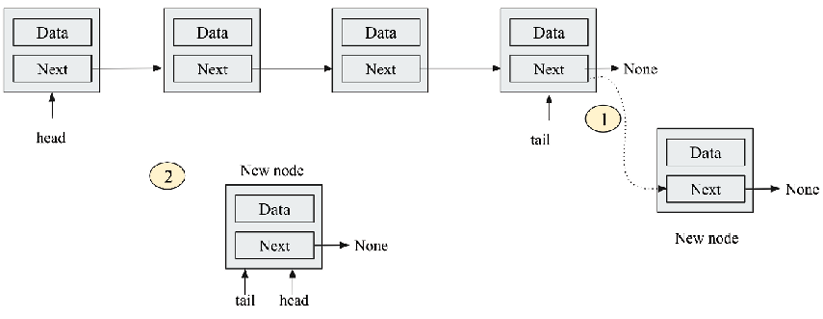 Data Data Data Data
Next Next Next Next None
head tail 1
Data
Next None
New node
2 New node
Data
Next None
tail head